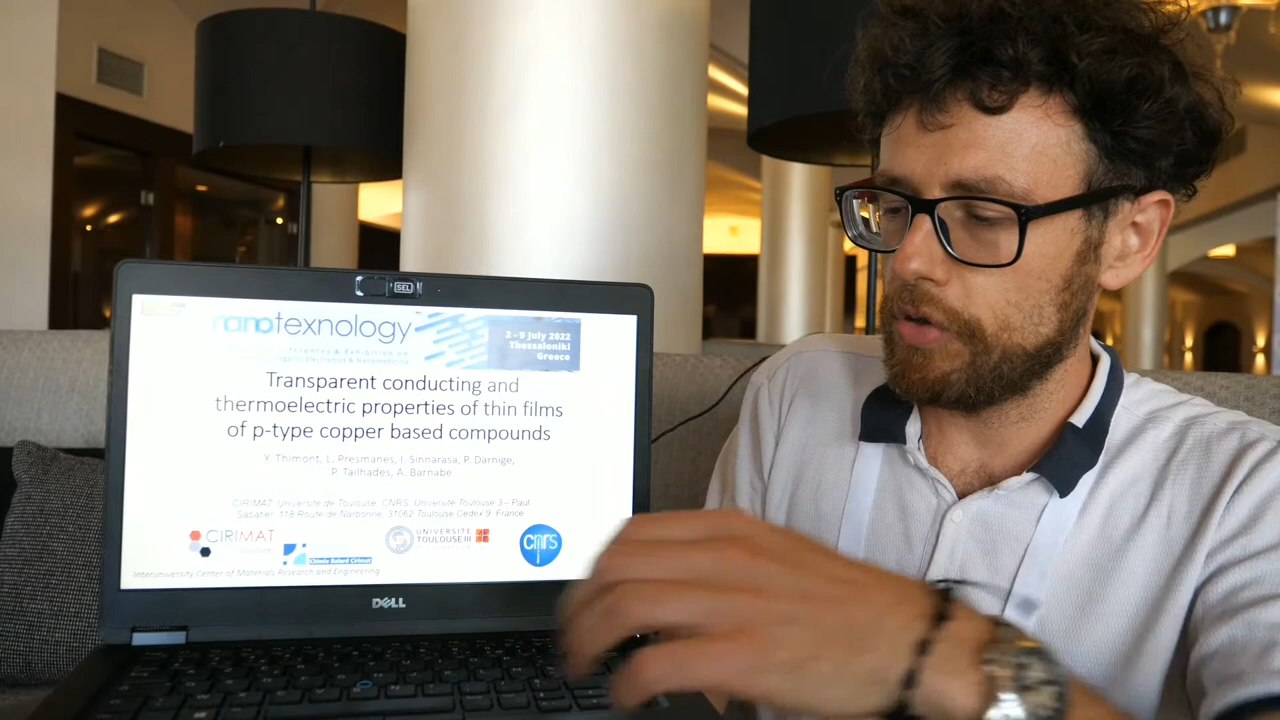 SEL
nanotexnology
2 - 9 July 2022
Thessaloniki
Greece
Transparent conducting and
thermoelectric properties of thin films
of p-type copper based compounds
Y. Thimont, L. Presmanes, I. Sinnarasa, P. Darnige,
P. Tailhades, A. Barnabe
CIRIMAT, Université de Toulouse, CNRS, Université Toulouse 3 – Paul
Sabatier, 118 Route de Narbonne, 31062 Toulouse Cedex 9, France
CIRIMAT
UNIVERSITE
TOULOUSE III
cnrs
Interuniversity Center of Materials Research and Engineering
DELL